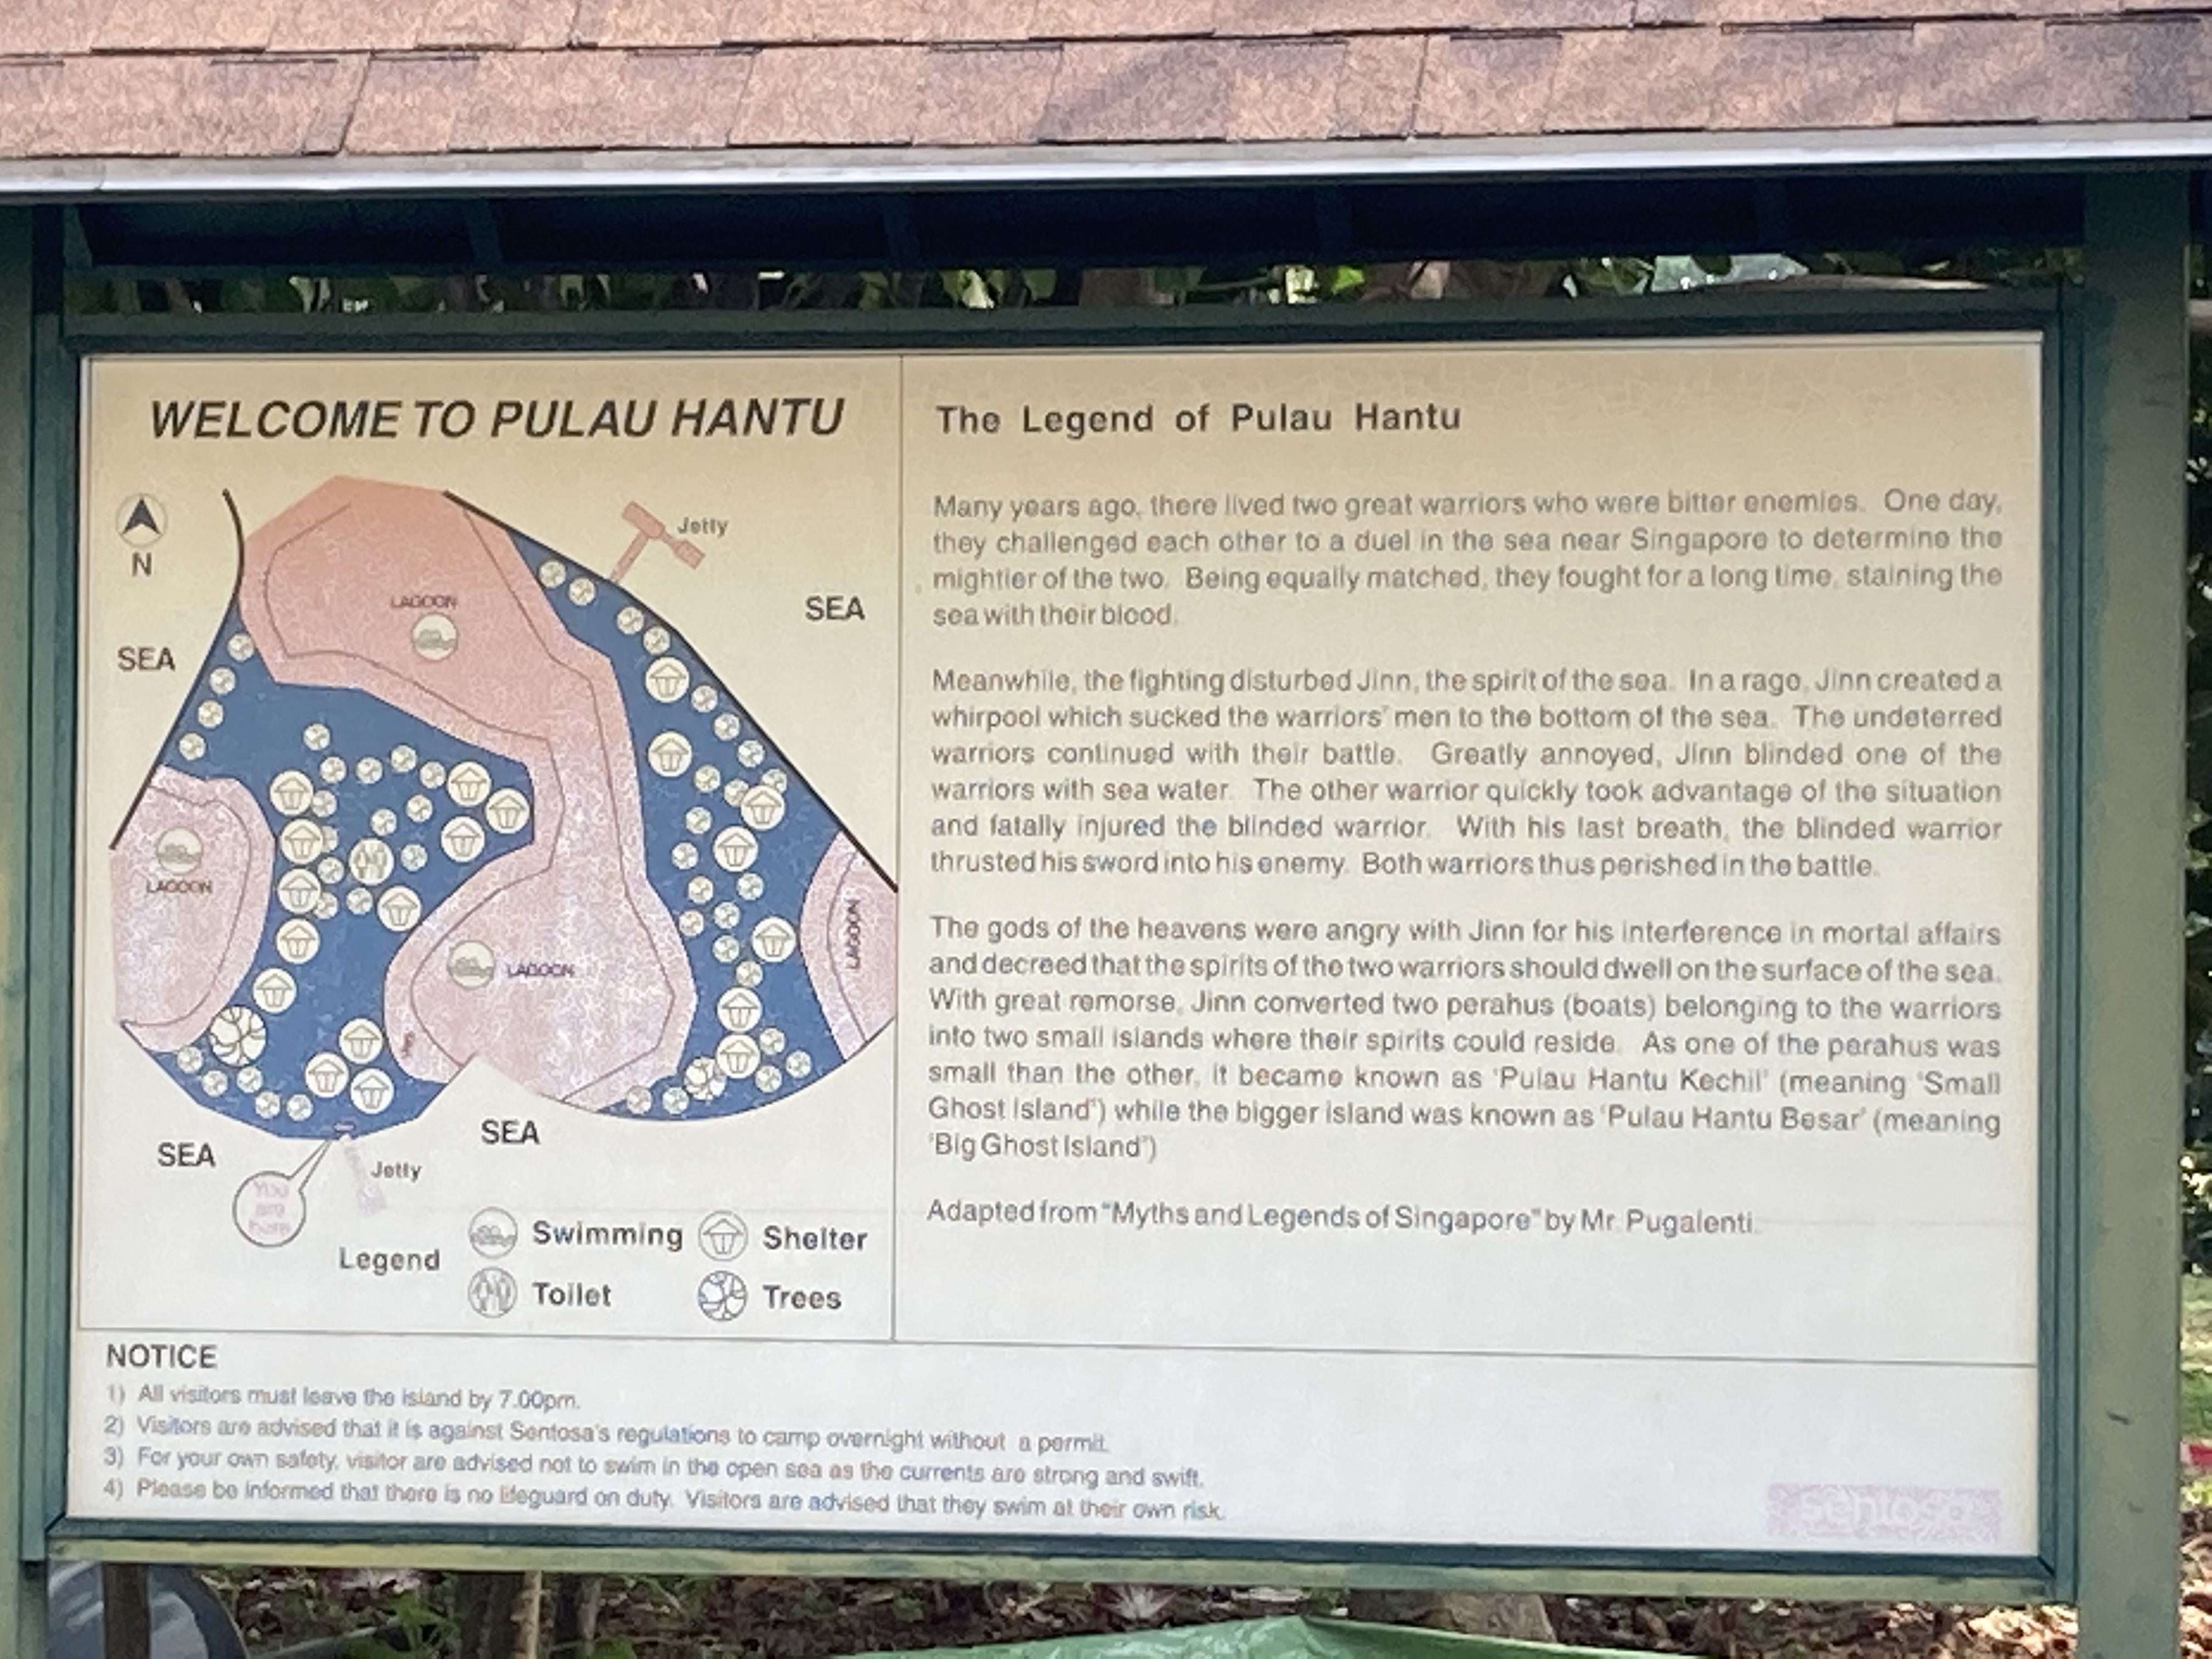 WELCOME TO PULAU HANTU
N
Jetty
SEA
SEA
LAGOON
LAGOON
LAGOON
LAGOON
SEA
SEA
Jetty
You
are
here
Legend
Swimming
Shelter
Toilet
Trees
The Legend of Pulau Hantu
Many years ago, there lived two great warriors who were bitter enemies. One day,
they challenged each other to a duel in the sea near Singapore to determine the
mightier of the two. Being equally matched, they fought for a long time, staining the
sea with their blood.
Meanwhile, the fighting disturbed Jinn, the spirit of the sea. In a rage, Jinn created a
whirpool which sucked the warriors' men to the bottom of the sea. The undeterred
warriors continued with their battle. Greatly annoyed, Jinn blinded one of the
warriors with sea water. The other warrior quickly took advantage of the situation
and fatally injured the blinded warrior. With his last breath, the blinded warrior
thrusted his sword into his enemy. Both warriors thus perished in the battle.
The gods of the heavens were angry with Jinn for his interference in mortal affairs
and decreed that the spirits of the two warriors should dwell on the surface of the sea.
With great remorse, Jinn converted two perahus (boats) belonging to the warriors
into two small islands where their spirits could reside. As one of the perahus was
small than the other, it became known as 'Pulau Hantu Kechil' (meaning 'Small
Ghost Island') while the bigger island was known as 'Pulau Hantu Besar' (meaning
'Big Ghost Island')
Adapted from "Myths and Legends of Singapore" by Mr. Pugalenti.
NOTICE
1) All visitors must leave the island by 7.00pm.
2) Visitors are advised that it is against Sentosa's regulations to camp overnight without a permit.
3) For your own safety, visitor are advised not to swim in the open sea as the currents are strong and swift.
4) Please be informed that there is no lifeguard on duty. Visitors are advised that they swim at their own risk.
sentosa